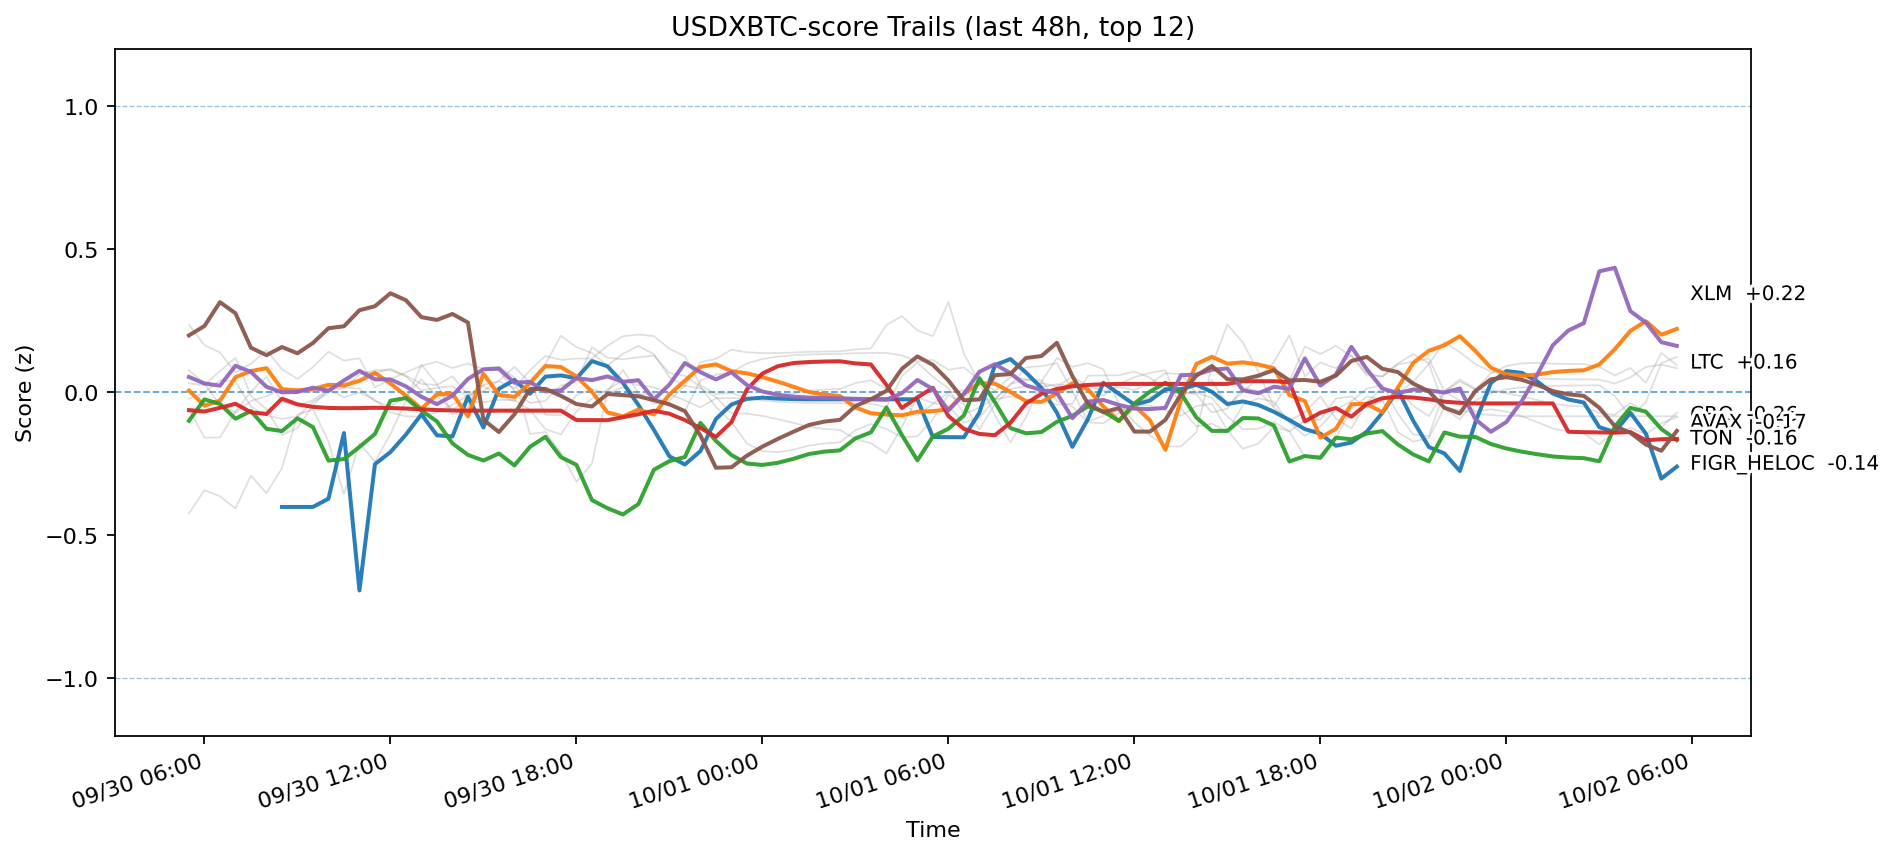 USDXBTC-score Trails (last 48h, top 12)
Score (z)
1.0
0.5
0.0
−0.5
−1.0
XLM +0.22
LTC +0.16
CRO -0.26
AVAX -0.17
TON -0.16
FIGR_HELOC -0.14
09/30 06:00
09/30 12:00
09/30 18:00
10/01 00:00
10/01 06:00
10/01 12:00
10/01 18:00
10/02 00:00
10/02 06:00
Time